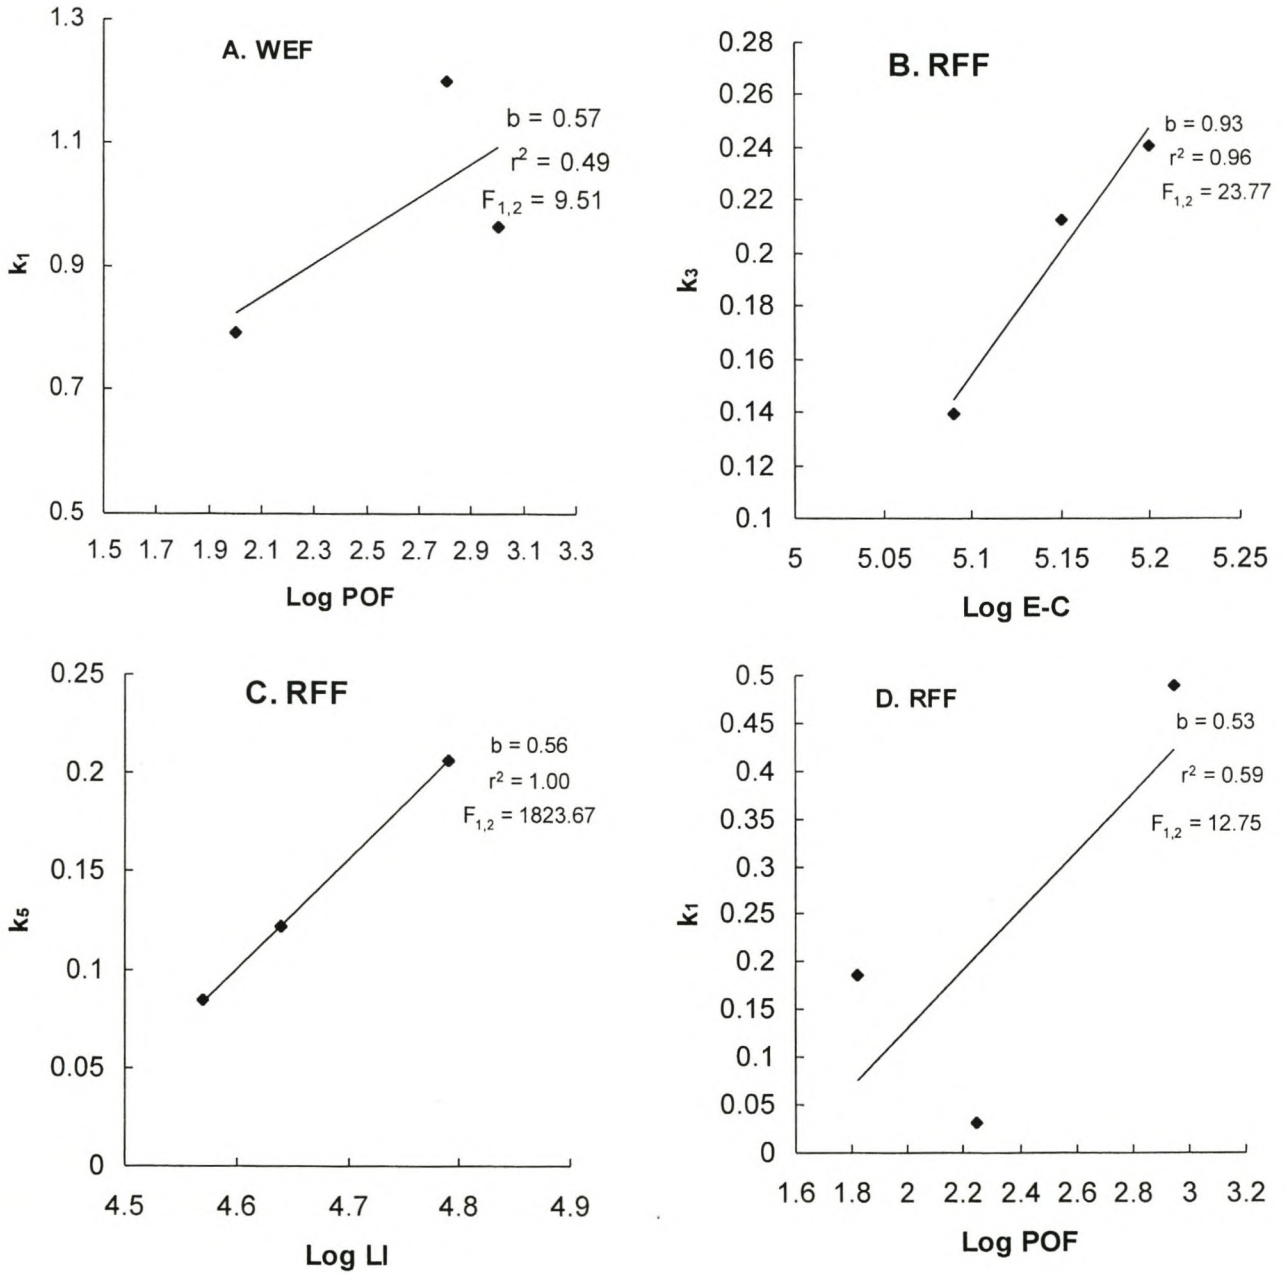 A. WEF
1.3
1.1
0.9
0.7
0.5
k1
b = 0.57
r² = 0.49
F1,2 = 9.51
1.5 1.7 1.9 2.1 2.3 2.5 2.7 2.9 3.1 3.3
Log POF
B. RFF
0.28
0.26
0.24
0.22
0.2
0.18
0.16
0.14
0.12
0.1
k3
b = 0.93
r² = 0.96
F1,2 = 23.77
5 5.05 5.1 5.15 5.2 5.25
Log E-C
C. RFF
0.25
0.2
0.15
0.1
0.05
0
k5
b = 0.56
r² = 1.00
F1,2 = 1823.67
4.5 4.6 4.7 4.8 4.9
Log LI
D. RFF
0.5
0.45
0.4
0.35
0.3
0.25
0.2
0.15
0.1
0.05
0
k1
b = 0.53
r² = 0.59
F1,2 = 12.75
1.6 1.8 2 2.2 2.4 2.6 2.8 3 3.2
Log POF